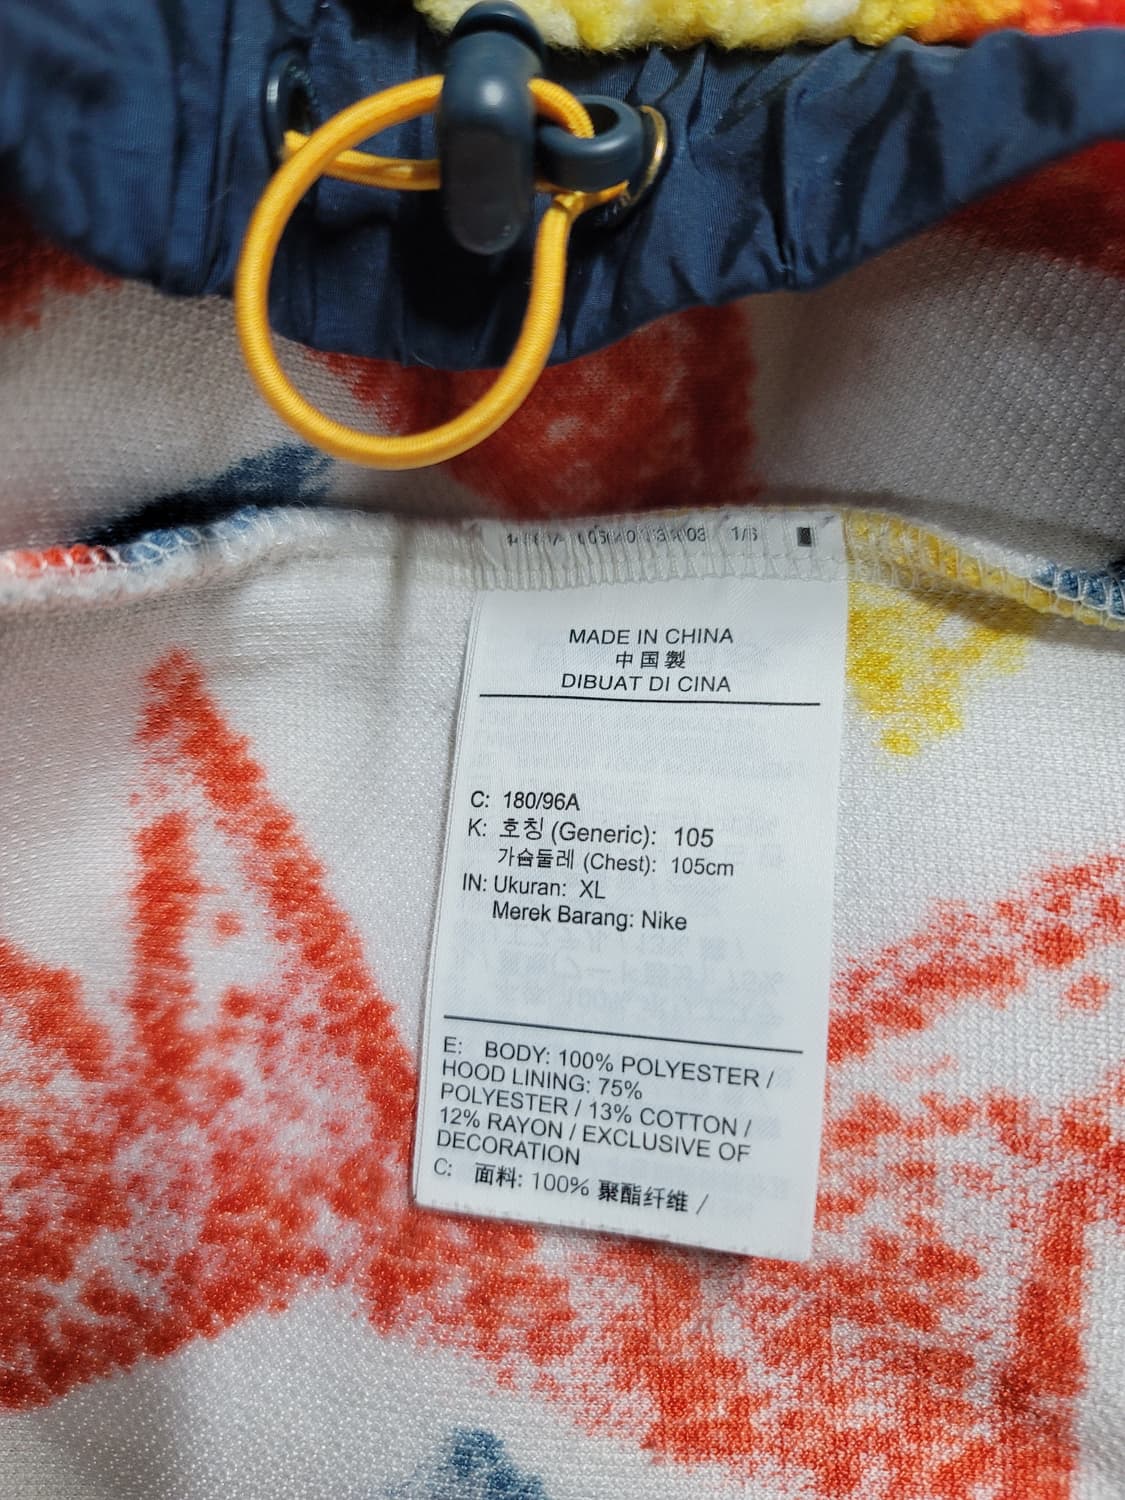 1/6
MADE IN CHINA
中国製
DIBUAT DI CINA
C: 180/96A
K: 호칭 (Generic): 105
가슴둘레 (Chest): 105cm
IN: Ukuran: XL
Merek Barang: Nike
E: BODY: 100% POLYESTER /
HOOD LINING: 75%
POLYESTER / 13% COTTON /
12% RAYON / EXCLUSIVE OF
DECORATION
C: 面料: 100% 聚酯纤维 /